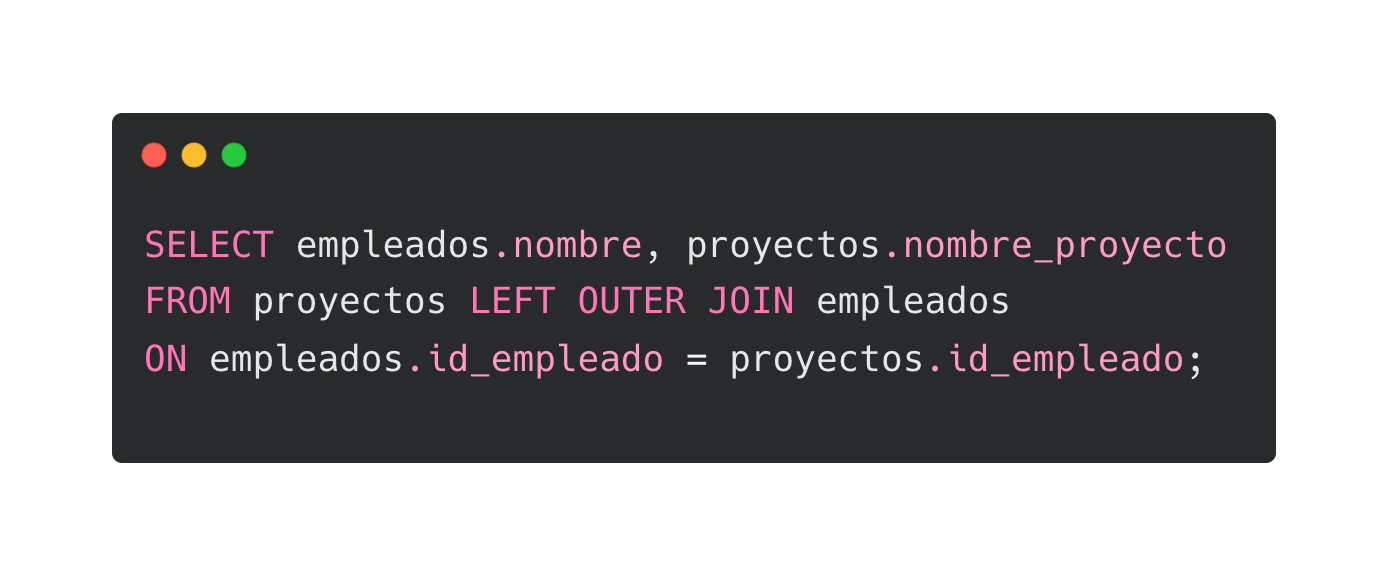 SELECT empleados.nombre, proyectos.nombre_proyecto
FROM proyectos LEFT OUTER JOIN empleados
ON empleados.id_empleado = proyectos.id_empleado;